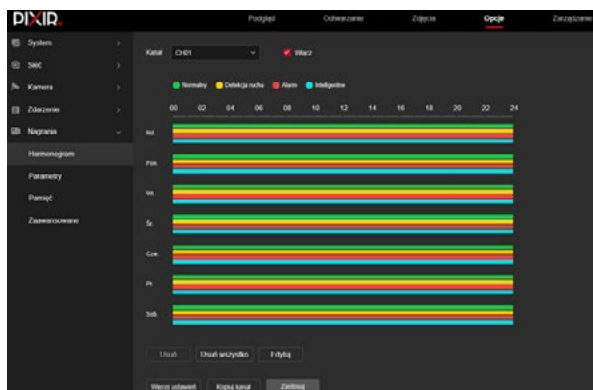 PIXIR.
Podgląd Odtwarzanie Zdjęcia Opcje Zarządzanie
System
Sieć
Kamera
Zdarzenie
Nagrania
Harmonogram
Parametry
Pamięć
Zaawansowane
Kanał CH01 Włącz
Normalny Detekcja ruchu Alarm Inteligentne
00 02 04 06 08 10 12 14 16 18 20 22 24
Nd.
Pon.
Wt.
Śr.
Czw.
Pt.
Sob.
Usuń Usuń wszystko Edytuj
Więcej ustawień Kopiuj kanał Zastosuj